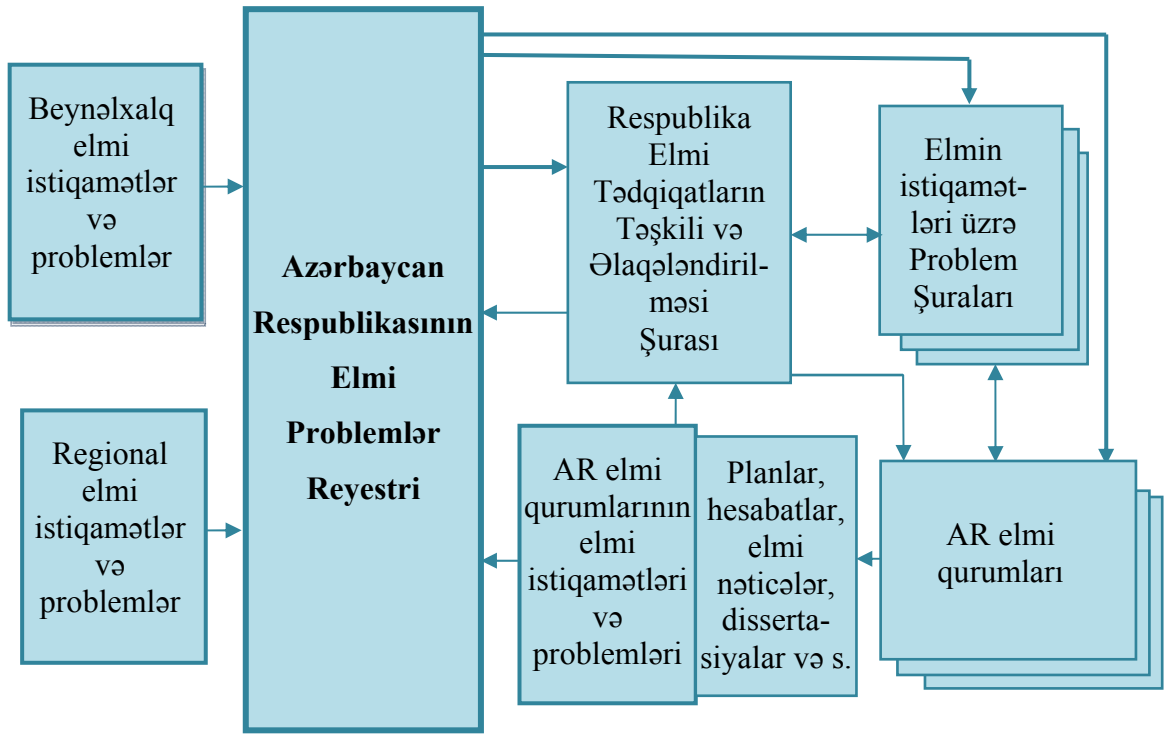 Beynəlxalq
elmi
istiqamətlər
və
problemlər
Regional
elmi
istiqamətlər
və
problemlər
Azərbaycan
Respublikasının
Elmi
Problemlər
Reyestri
Respublika
Elmi
Tədqiqatların
Təşkili və
Əlaqələndiril-
məsi
Şurası
Elmin
istiqamət-
ləri üzrə
Problem
Şuraları
AR elmi
qurumlarının
elmi
istiqamətləri
və
problemləri
Planlar,
hesabatlar,
elmi
nəticələr,
disserta-
siyalar və s.
AR elmi
qurumları